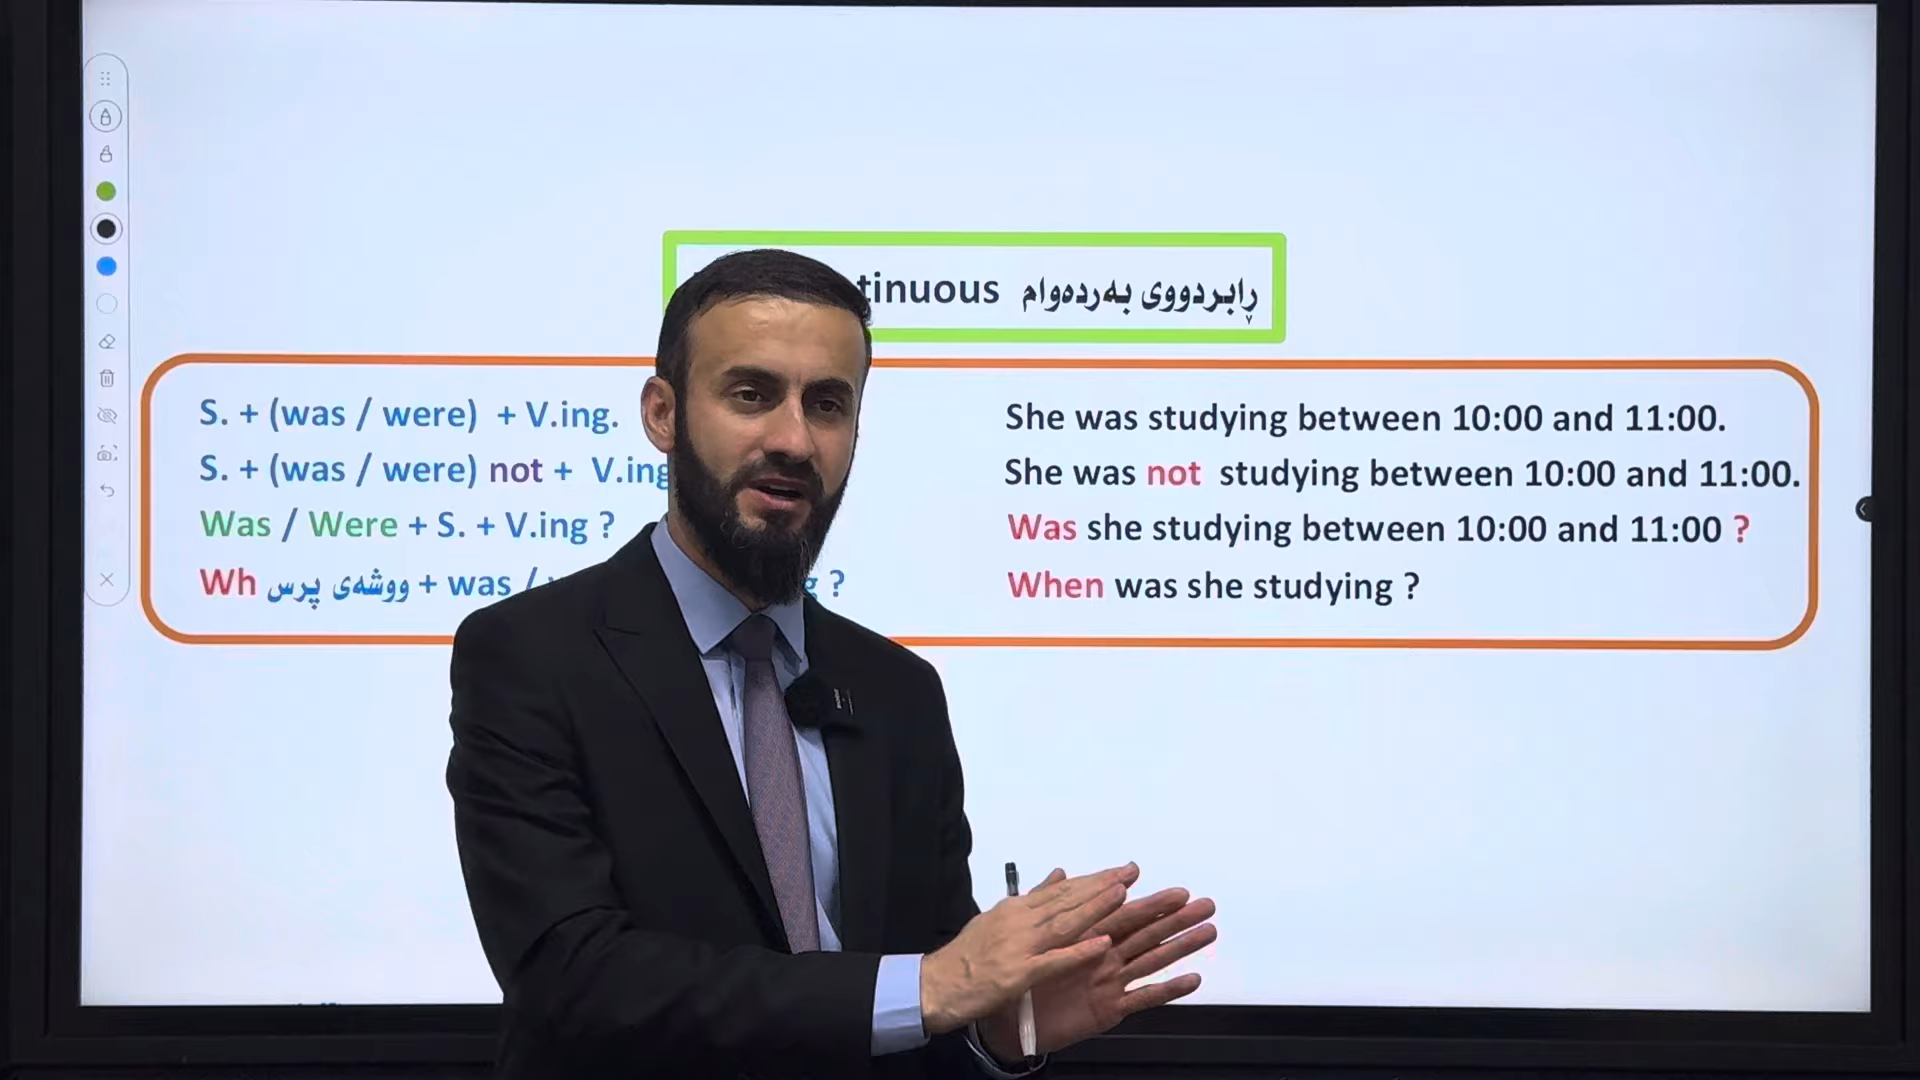 tinuous ڕابردووی بەردەوام
S. + (was / were) + V.ing.
She was studying between 10:00 and 11:00.
S. + (was / were) not + V.ing
She was not studying between 10:00 and 11:00.
Was / Were + S. + V.ing ?
Was she studying between 10:00 and 11:00 ?
Wh ووشەی پرس + was / ?
When was she studying ?